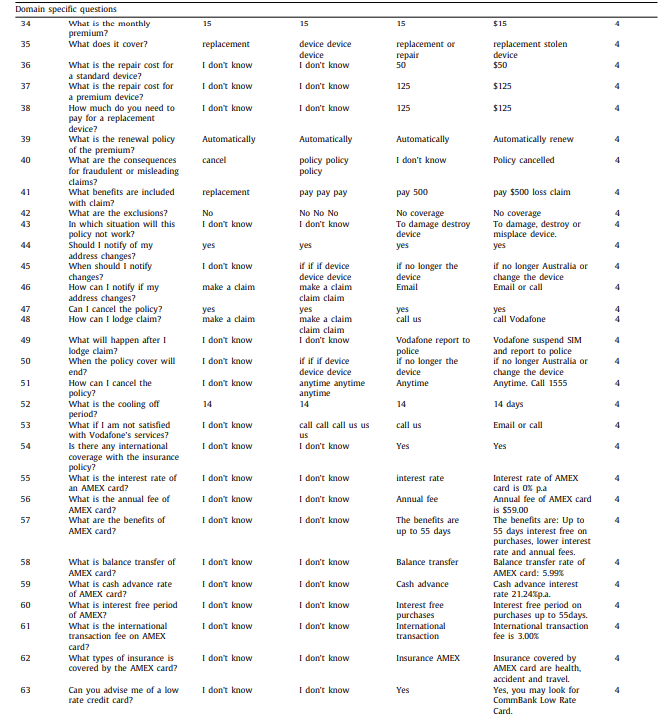 Domain specific questions
34 What is the monthly 15 15 15 $15 4
premium?
35 What does it cover? replacement device device replacement or replacement stolen 4
device repair device
36 What is the repair cost for I don't know I don't know 50 $50 4
a standard device?
37 What is the repair cost for I don't know I don't know 125 $125 4
a premium device?
38 How much do you need to I don't know I don't know 125 $125 4
pay for a replacement
device?
39 What is the renewal policy Automatically Automatically Automatically Automatically renew 4
of the premium?
40 What are the consequences cancel policy policy I don't know Policy cancelled 4
for fraudulent or misleading policy
claims?
41 What benefits are included replacement pay pay pay pay 500 pay $500 loss claim 4
with claim?
42 What are the exclusions? No No No No No coverage No coverage 4
43 In which situation will this I don't know I don't know To damage destroy To damage, destroy or 4
policy not work? device misplace device.
44 Should I notify of my yes yes yes yes 4
address changes?
45 When should I notify I don't know if if if device if no longer the if no longer Australia or 4
changes? device device device change the device
46 How can I notify if my make a claim make a claim Email Email or call 4
address changes? claim claim
47 Can I cancel the policy? yes yes yes yes 4
48 How can I lodge claim? make a claim make a claim call us call Vodafone 4
claim claim
49 What will happen after I I don't know I don't know Vodafone report to Vodafone suspend SIM 4
lodge claim? police and report to police
50 When the policy cover will I don't know if if if device if no longer the if no longer Australia or 4
end? device device device change the device
51 How can I cancel the I don't know anytime anytime Anytime Anytime. Call 1555 4
policy? anytime
52 What is the cooling off 14 14 14 14 days 4
period?
53 What if I am not satisfied I don't know call call call us us call us Email or call 4
with Vodafone's services? us
54 Is there any international I don't know I don't know Yes Yes 4
coverage with the insurance
policy?
55 What is the interest rate of I don't know I don't know interest rate Interest rate of AMEX 4
an AMEX card? card is 0% p.a
56 What is the annual fee of I don't know I don't know Annual fee Annual fee of AMEX card 4
AMEX card? is $59.00
57 What are the benefits of I don't know I don't know The benefits are The benefits are: Up to 4
AMEX card? up to 55 days 55 days interest free on
purchases, lower interest
rate and annual fees.
58 What is balance transfer of I don't know I don't know Balance transfer Balance transfer rate of 4
AMEX card? AMEX card: 5.99%
59 What is cash advance rate I don't know I don't know Cash advance Cash advance interest 4
of AMEX card? rate 21.24%p.a.
60 What is interest free period I don't know I don't know Interest free Interest free period on 4
of AMEX? purchases purchases up to 55days.
61 What is the international I don't know I don't know International International transaction 4
transaction fee on AMEX transaction fee is 3.00%
card?
62 What types of insurance is I don't know I don't know Insurance AMEX Insurance covered by 4
covered by the AMEX card? AMEX card are health,
accident and travel.
63 Can you advise me of a low I don't know I don't know Yes Yes, you may look for 4
rate credit card? CommBank Low Rate
Card.